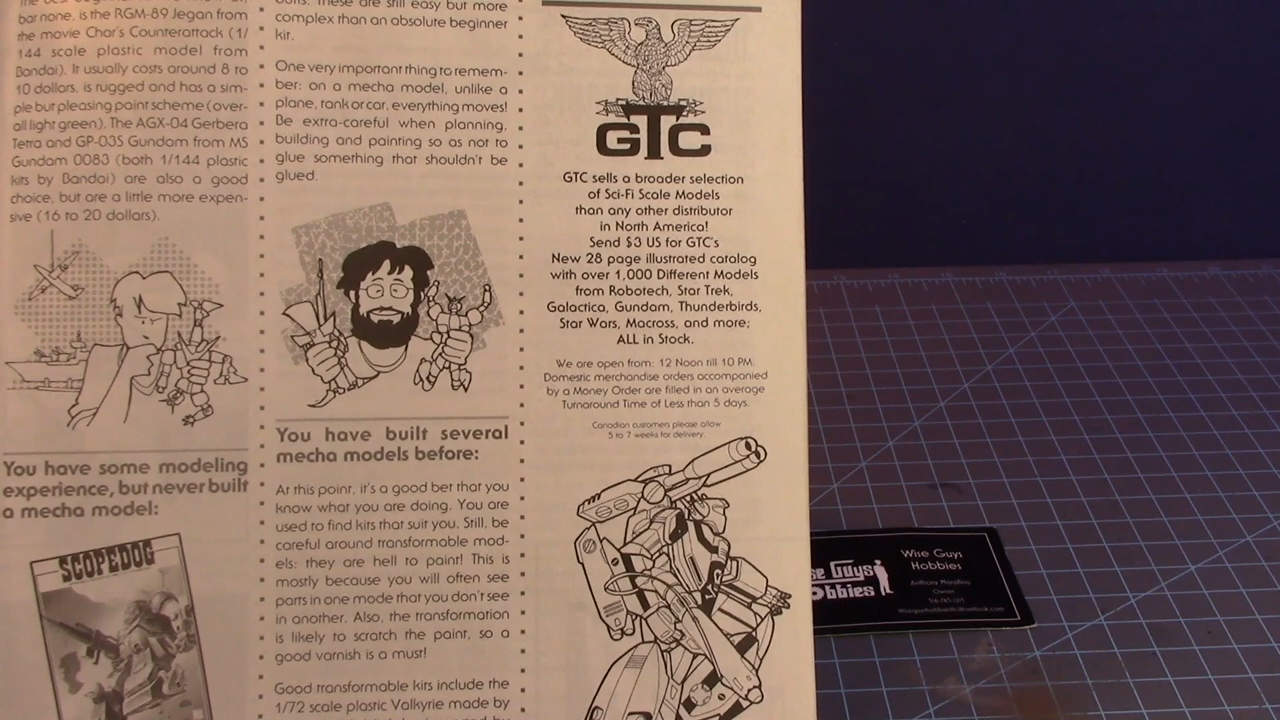 bar none, is the RGM-89 Jegan from
the movie Char's Counterattack (1/
144 scale plastic model from
Bandai). It usually costs around 8 to
10 dollars, is rugged and has a sim-
ple but pleasing paint scheme (over-
all light green). The AGX-04 Gerbera
Tetra and GP-03S Gundam from MS
Gundam 0083 (both 1/144 plastic
kits by Bandai) are also a good
choice, but are a little more expen-
sive (16 to 20 dollars).
You have some modeling
experience, but never built
a mecha model:
SCOPEDOG
These are still easy but more
complex than an absolute beginner
kit.
One very important thing to remem-
ber: on a mecha model, unlike a
plane, tank or car, everything moves!
Be extra-careful when planning,
building and painting so as not to
glue something that shouldn't be
glued.
You have built several
mecha models before:
At this point, it's a good bet that you
know what you are doing. You are
used to find kits that suit you. Still, be
careful around transformable mod-
els: they are hell to paint! This is
mostly because you will often see
parts in one mode that you don't see
in another. Also, the transformation
is likely to scratch the paint, so a
good varnish is a must!
Good transformable kits include the
1/72 scale plastic Valkyrie made by
GTC
GTC sells a broader selection
of Sci-Fi Scale Models
than any other distributor
in North America!
Send $3 US for GTC's
New 28 page illustrated catalog
with over 1,000 Different Models
from Robotech, Star Trek,
Galactica, Gundam, Thunderbirds,
Star Wars, Macross, and more;
ALL in Stock.
We are open from: 12 Noon till 10 PM.
Domestic merchandise orders accompanied
by a Money Order are filled in an average
Turnaround Time of Less than 5 days.
Canadian customers please allow
5 to 7 weeks for delivery.
se Guys
obbies
Wise Guys
Hobbies
Anthony
Owner